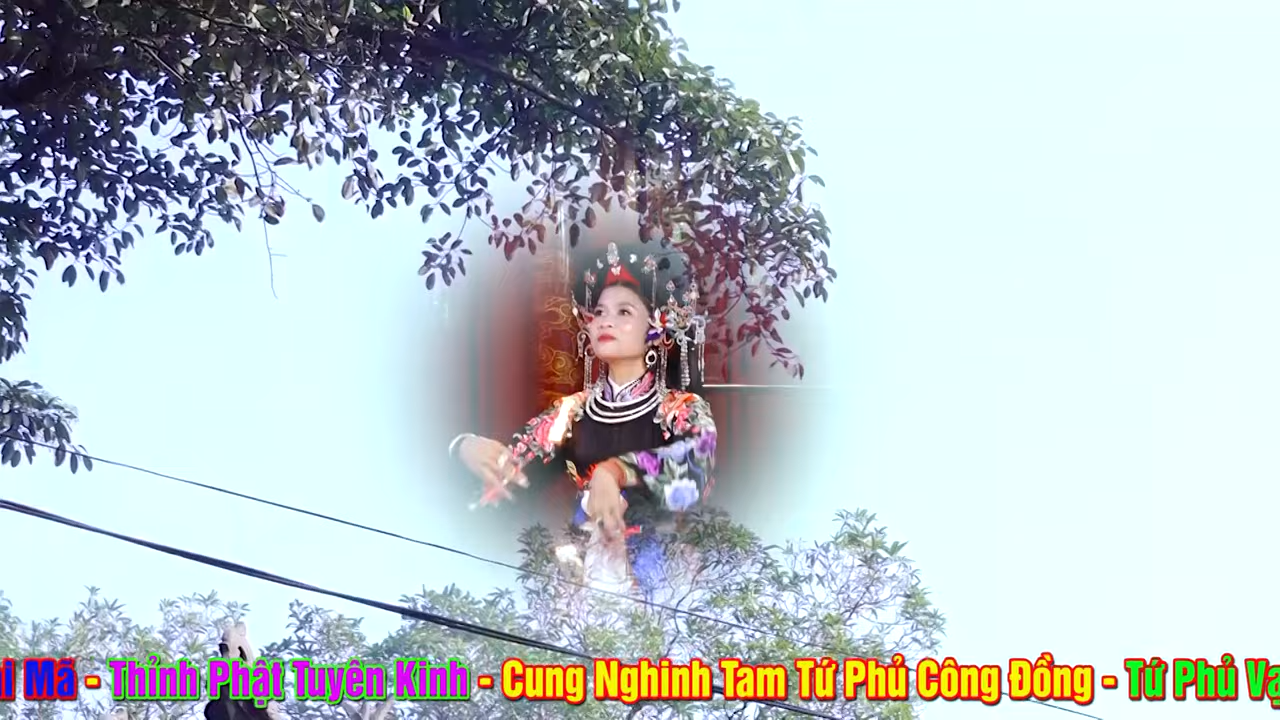 Mã - Thỉnh Phật Tuyên Kinh - Cung Nghinh Tam Tứ Phủ Công Đồng - Tứ Phủ